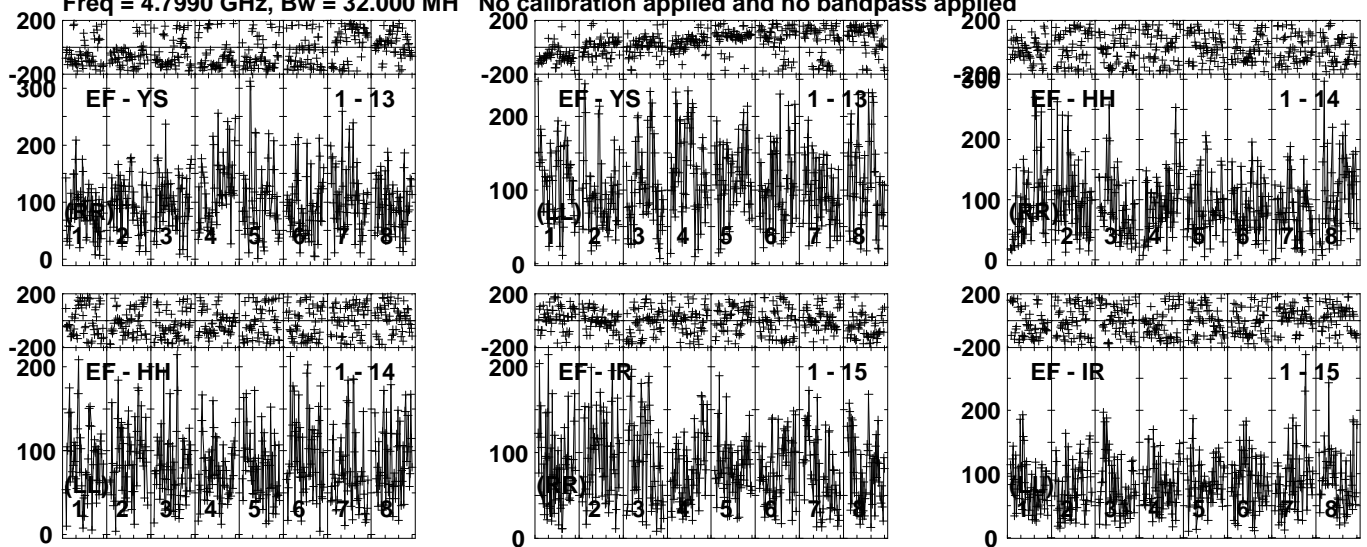 Freq = 4.7990 GHz, Bw = 32.000 MH No calibration applied and no bandpass applied
200 200 200
-200 -200 -200
300 300
EF - YS 1 - 13 EF - YS 1 - 13 EF - HH 1 - 14
200 200 200
100 100 100
(RR) (LL) (RR)
1 2 3 4 5 6 7 8 1 2 3 4 5 6 7 8 1 2 3 4 5 6 7 8
0 0 0
200 200 200
-200 -200 -200
200 200
EF - HH 1 - 14 EF - IR 1 - 15 EF - IR 1 - 15
200
100 100 100
(LL) (RR) (LL)
1 2 3 4 5 6 7 8 1 2 3 4 5 6 7 8 1 2 3 4 5 6 7 8
0 0 0